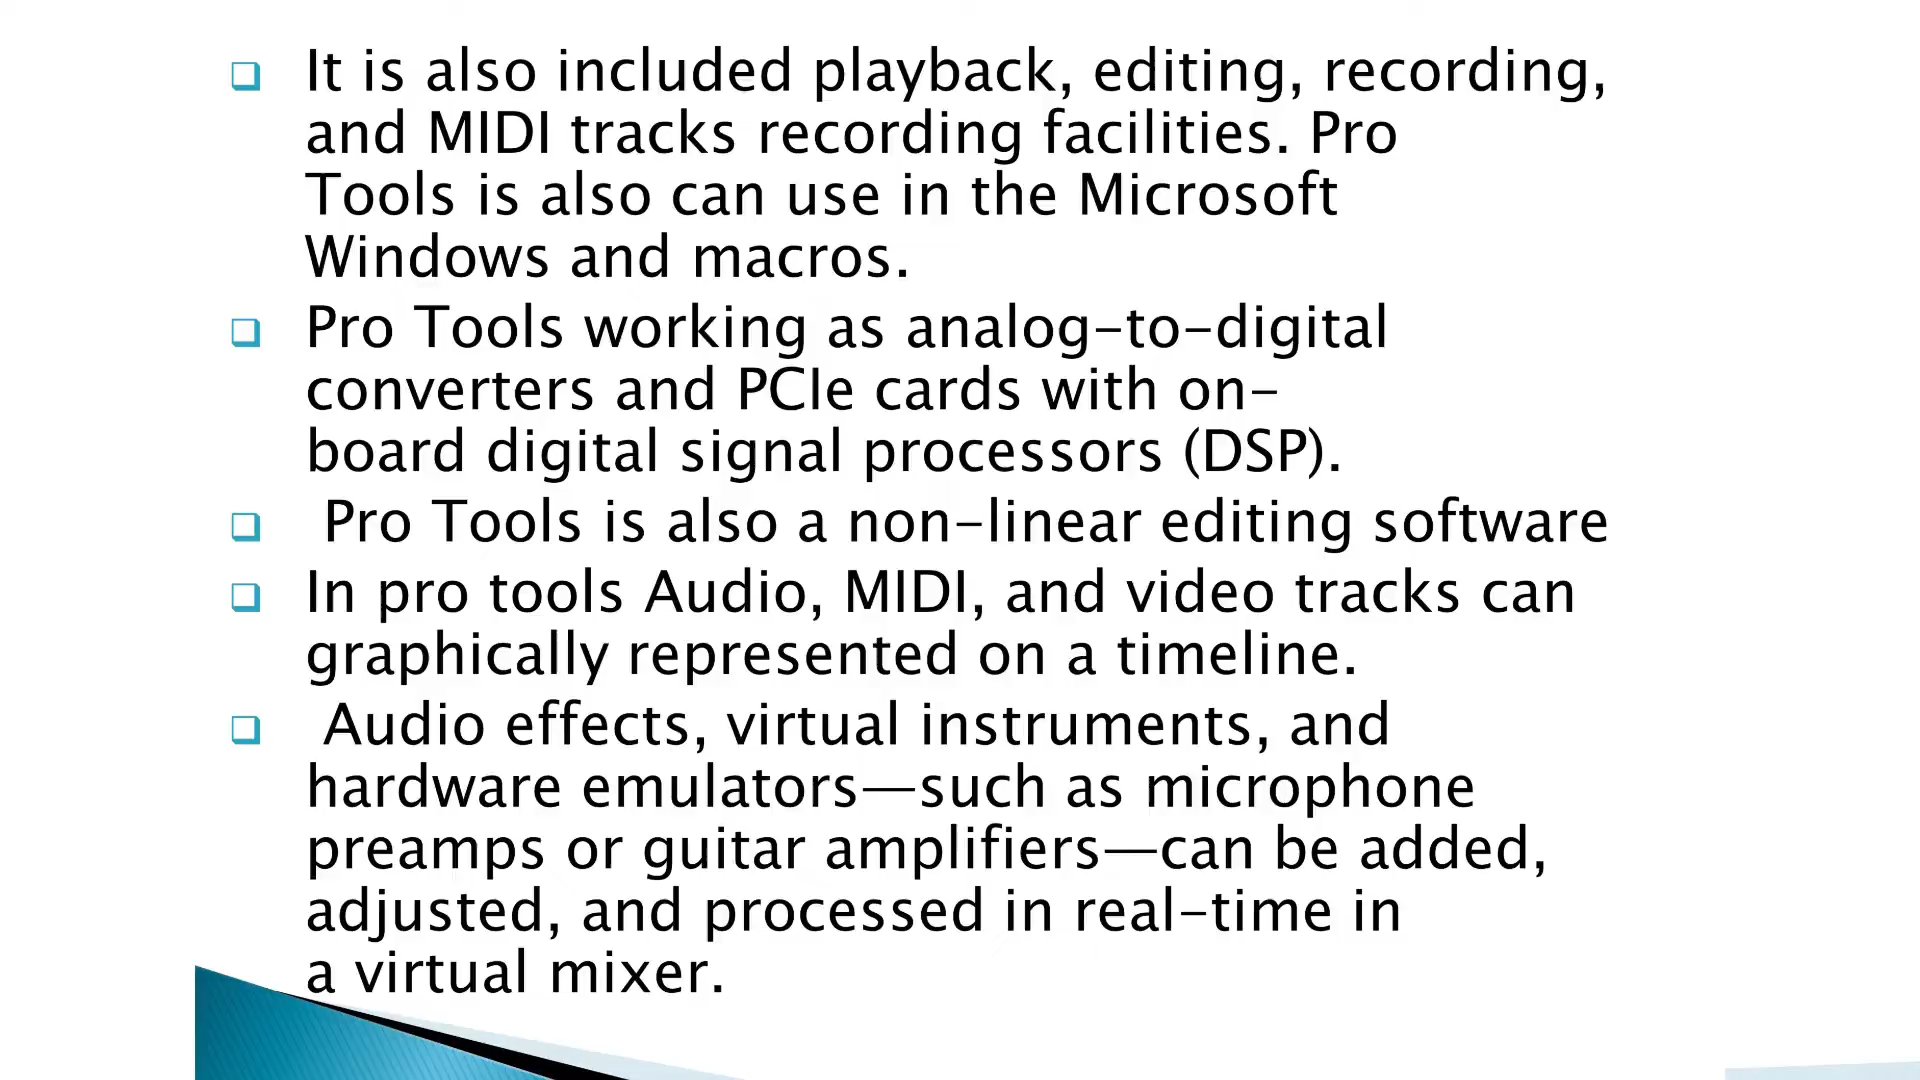 It is also included playback, editing, recording,
and MIDI tracks recording facilities. Pro
Tools is also can use in the Microsoft
Windows and macros.
Pro Tools working as analog-to-digital
converters and PCIe cards with on-
board digital signal processors (DSP).
Pro Tools is also a non-linear editing software
In pro tools Audio, MIDI, and video tracks can
graphically represented on a timeline.
Audio effects, virtual instruments, and
hardware emulators—such as microphone
preamps or guitar amplifiers—can be added,
adjusted, and processed in real-time in
a virtual mixer.